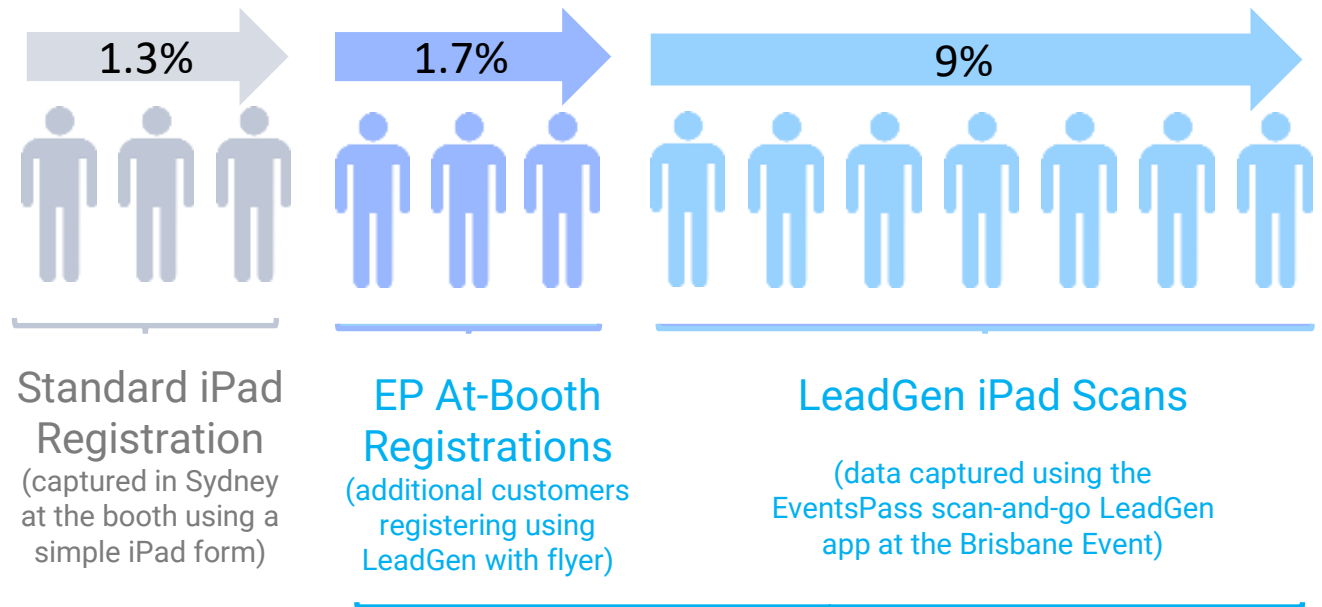 1.3%
1.7%
9%
Standard iPad
Registration
(captured in Sydney
at the booth using a
simple iPad form)
EP At-Booth
Registrations
(additional customers
registering using
LeadGen with flyer)
LeadGen iPad Scans
(data captured using the
EventsPass scan-and-go LeadGen
app at the Brisbane Event)